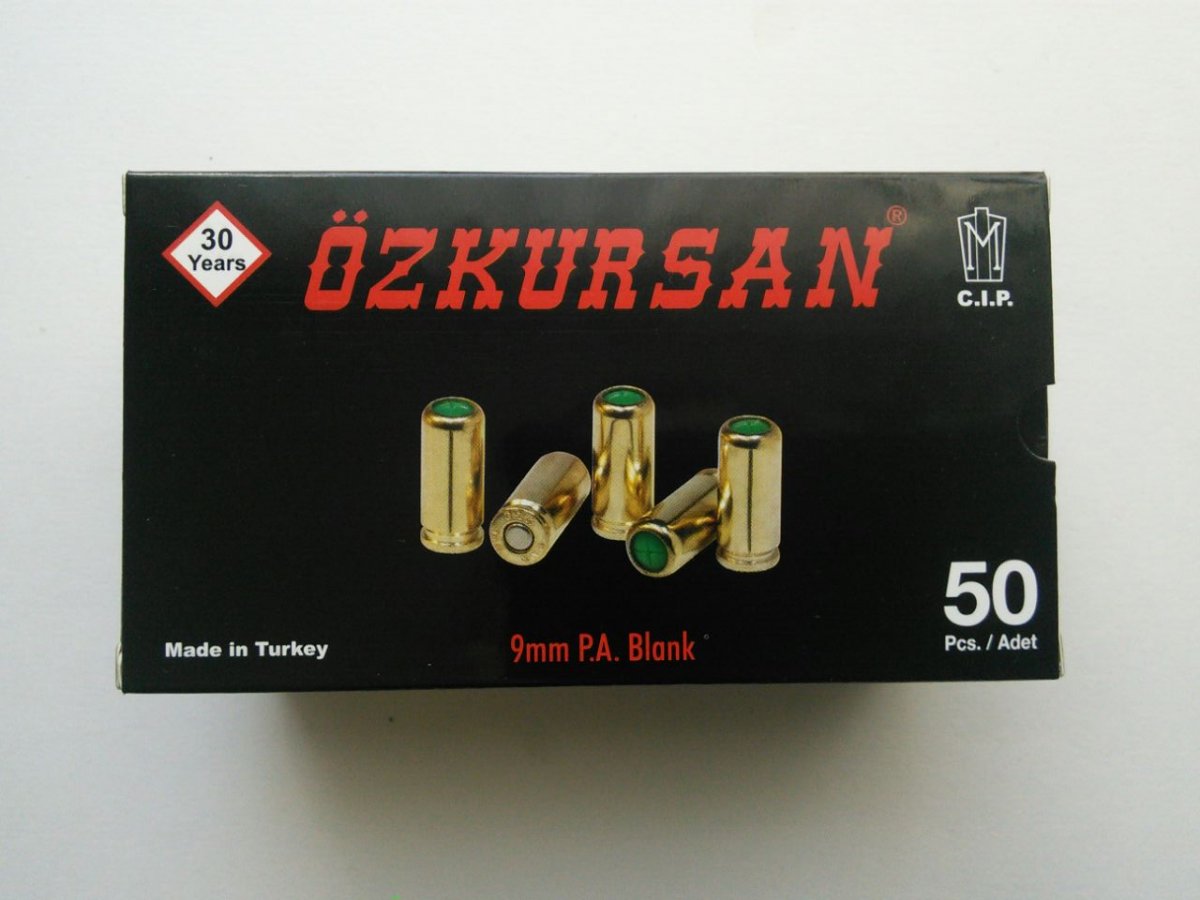 30
Years
ÖZKURSAN®
C.I.P.
50
Pcs. / Adet
Made in Turkey
9mm P.A. Blank